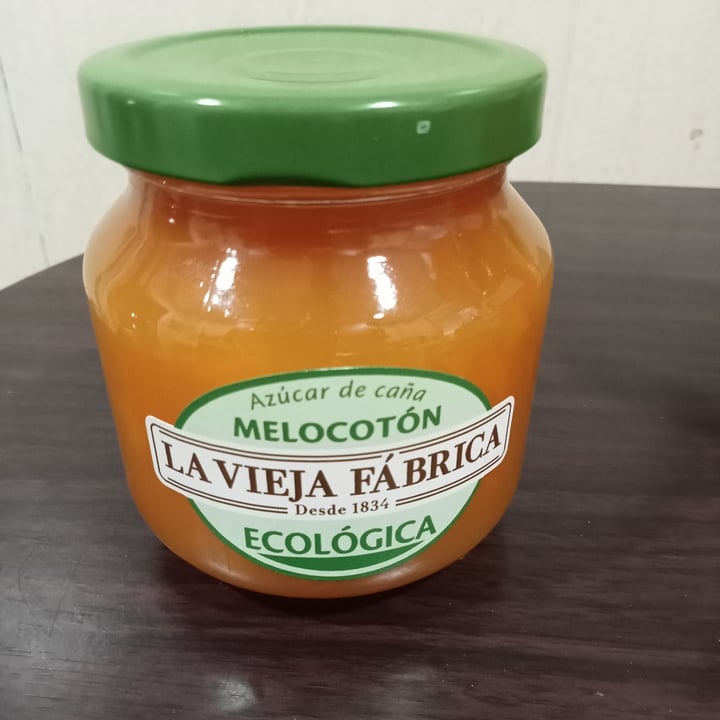 Azúcar de caña
MELOCOTÓN
LA VIEJA FÁBRICA
Desde 1834
ECOLÓGICA